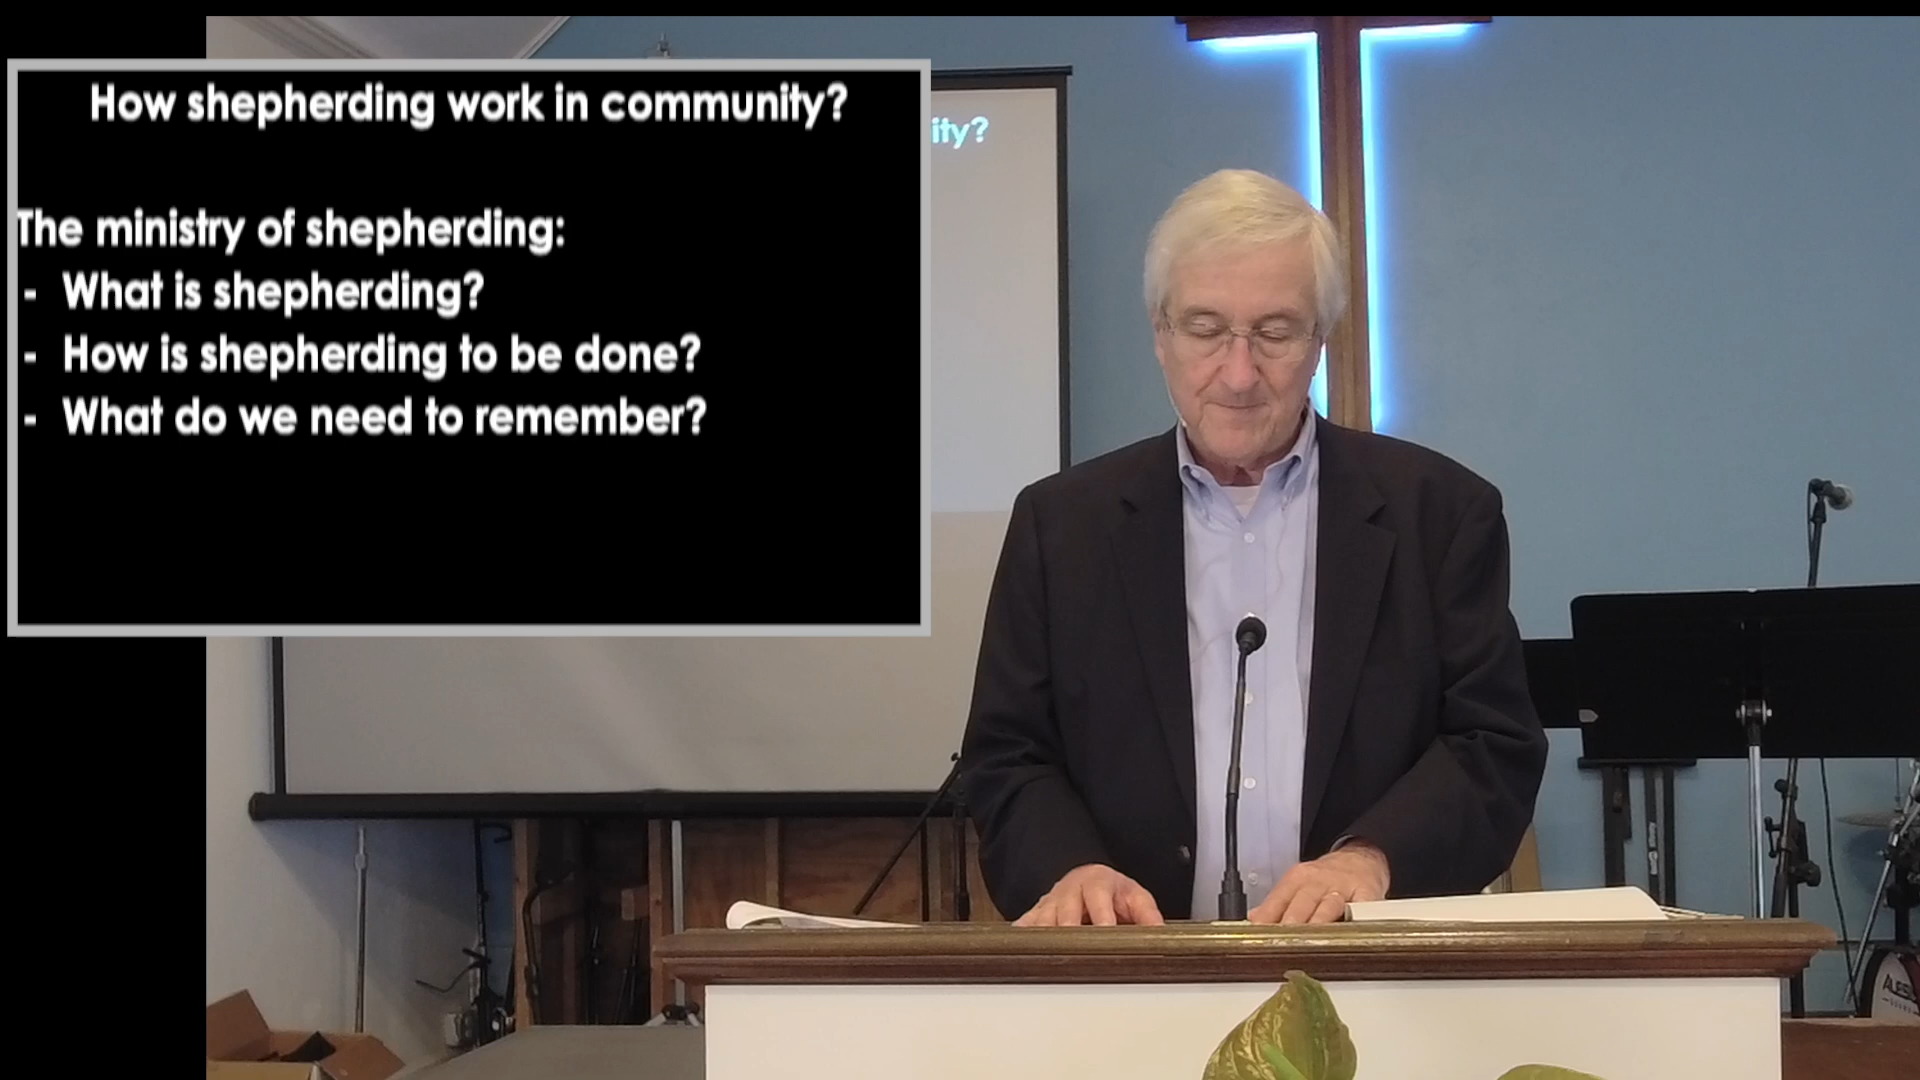 How shepherding work in community?
The ministry of shepherding:
- What is shepherding?
- How is shepherding to be done?
- What do we need to remember?
ity?